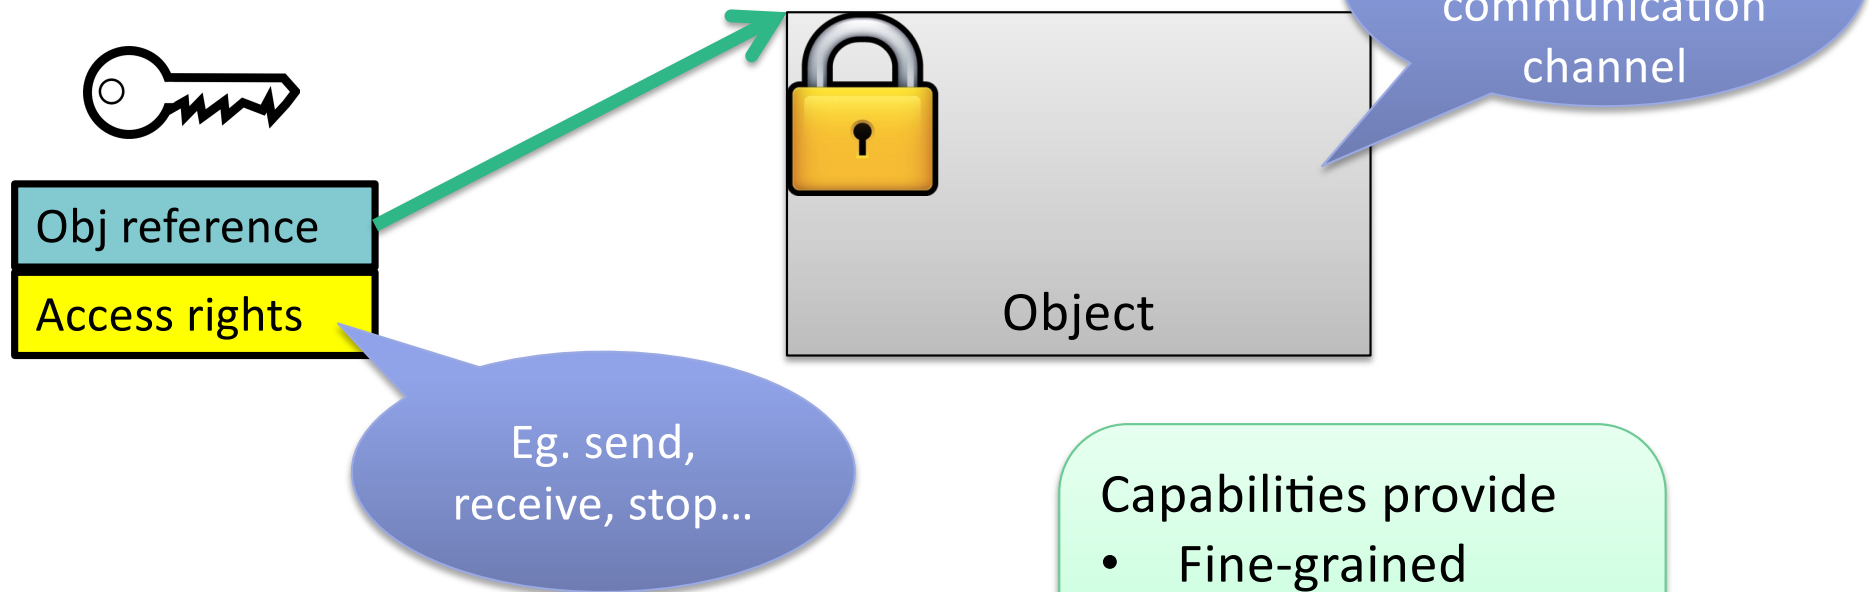 communication
channel
Obj reference
Access rights
Object
Eg. send,
receive, stop…
Capabilities provide
• Fine-grained